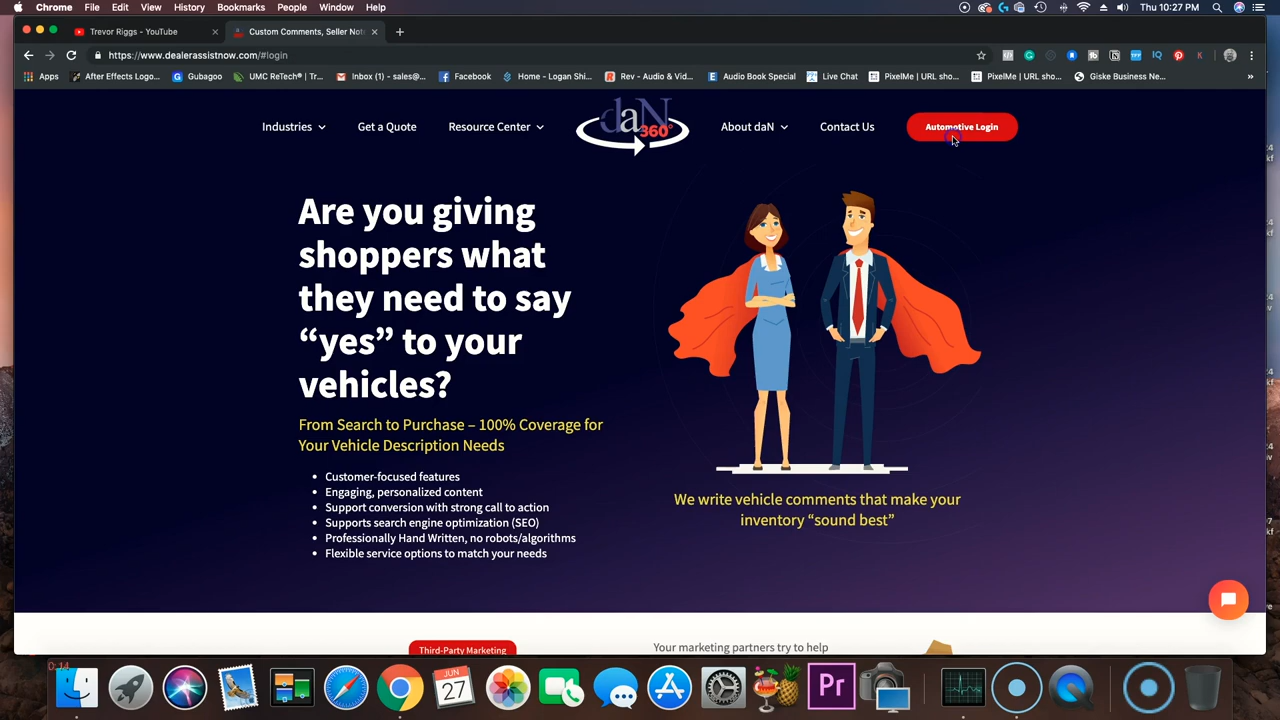 Chrome File Edit View History Bookmarks People Window Help Thu 10:27 PM
Trevor Riggs - YouTube
Custom Comments, Seller Not
https://www.dealerassistnow.com/#login
Apps After Effects Logo... Gubagoo UMC ReTech® | Tr... Inbox (1) - sales@... Facebook Home - Logan Shi... Rev - Audio & Vid... Audio Book Special Live Chat PixelMe | URL sho... PixelMe | URL sho... Giske Business Ne... »
Industries Get a Quote Resource Center daN 360° About daN Contact Us Automotive Login
Are you giving
shoppers what
they need to say
“yes” to your
vehicles?
From Search to Purchase – 100% Coverage for
Your Vehicle Description Needs
• Customer-focused features
• Engaging, personalized content
• Support conversion with strong call to action
• Supports search engine optimization (SEO)
• Professionally Hand Written, no robots/algorithms
• Flexible service options to match your needs
We write vehicle comments that make your
inventory “sound best”
Third-Party Marketing
Your marketing partners try to help
0:14
JUN
27
Pr